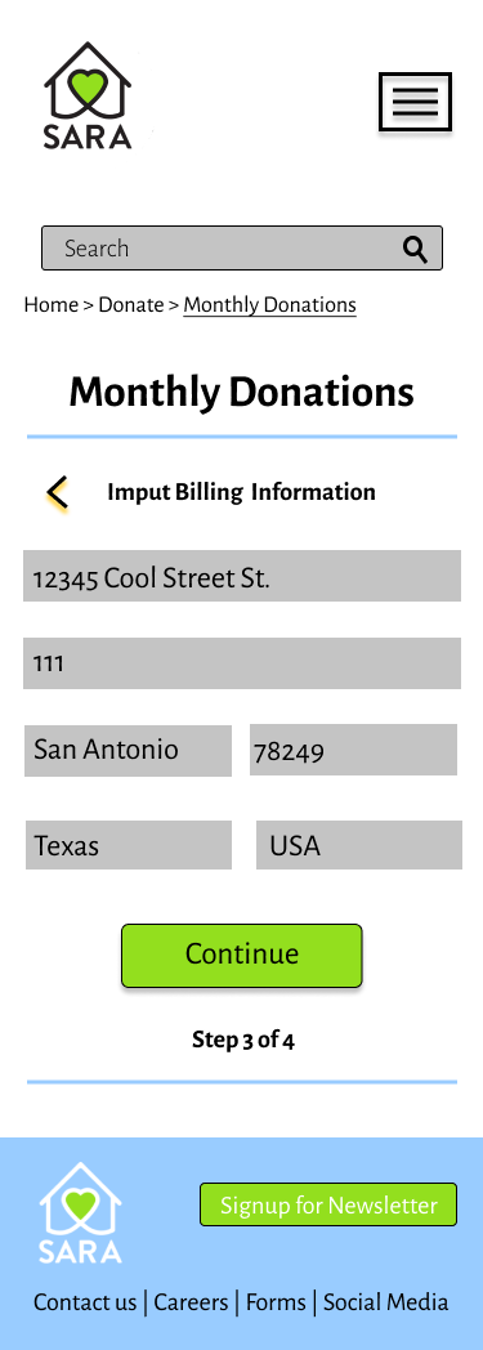 SARA
Search
Home > Donate > Monthly Donations
Monthly Donations
Imput Billing Information
12345 Cool Street St.
111
San Antonio 78249
Texas USA
Continue
Step 3 of 4
SARA
Signup for Newsletter
Contact us | Careers | Forms | Social Media